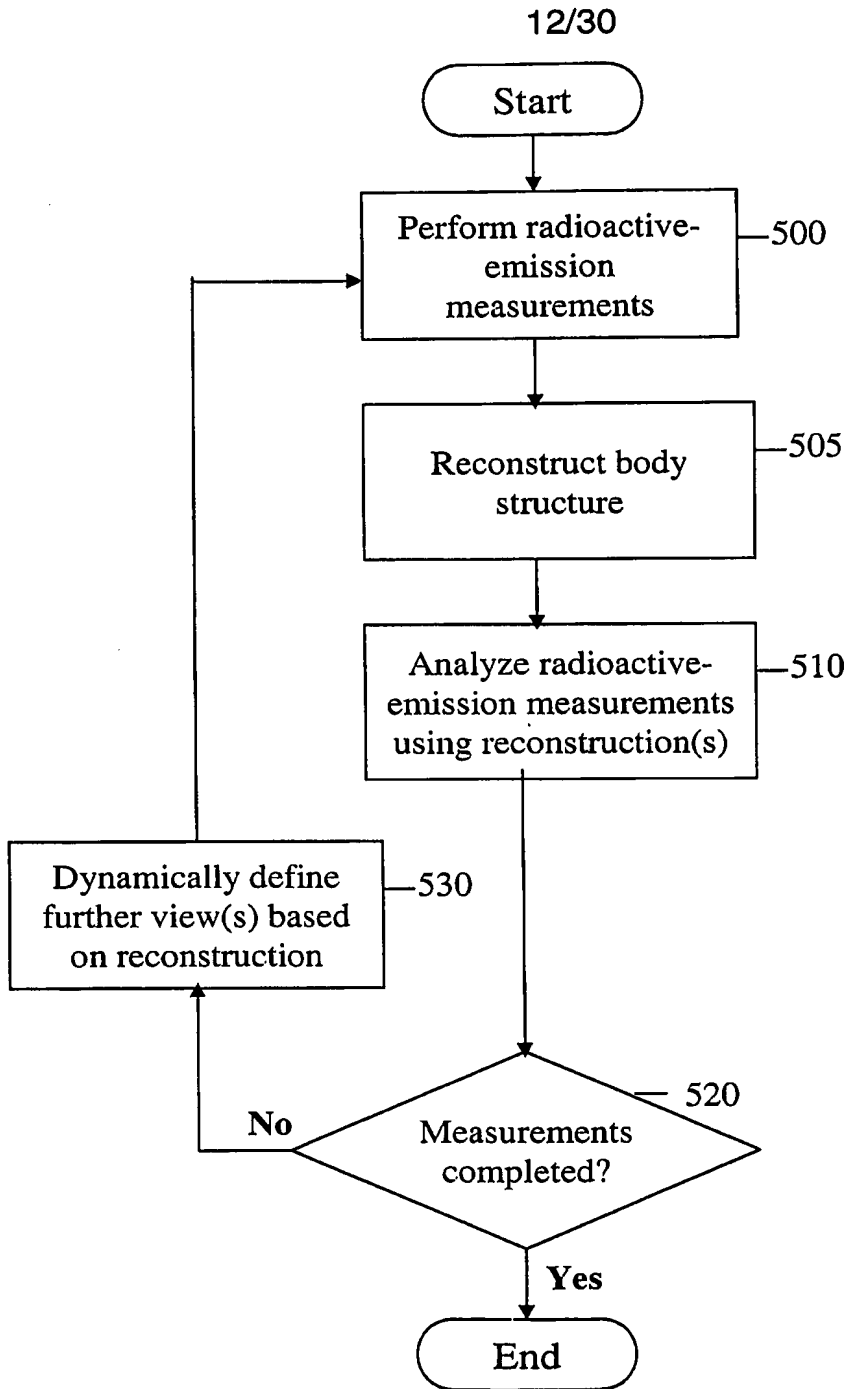 12/30
Start
Perform radioactive-
emission
measurements
500
Reconstruct body
structure
505
Analyze radioactive-
emission measurements
using reconstruction(s)
510
Dynamically define
further view(s) based
on reconstruction
530
520
No
Measurements
completed?
Yes
End